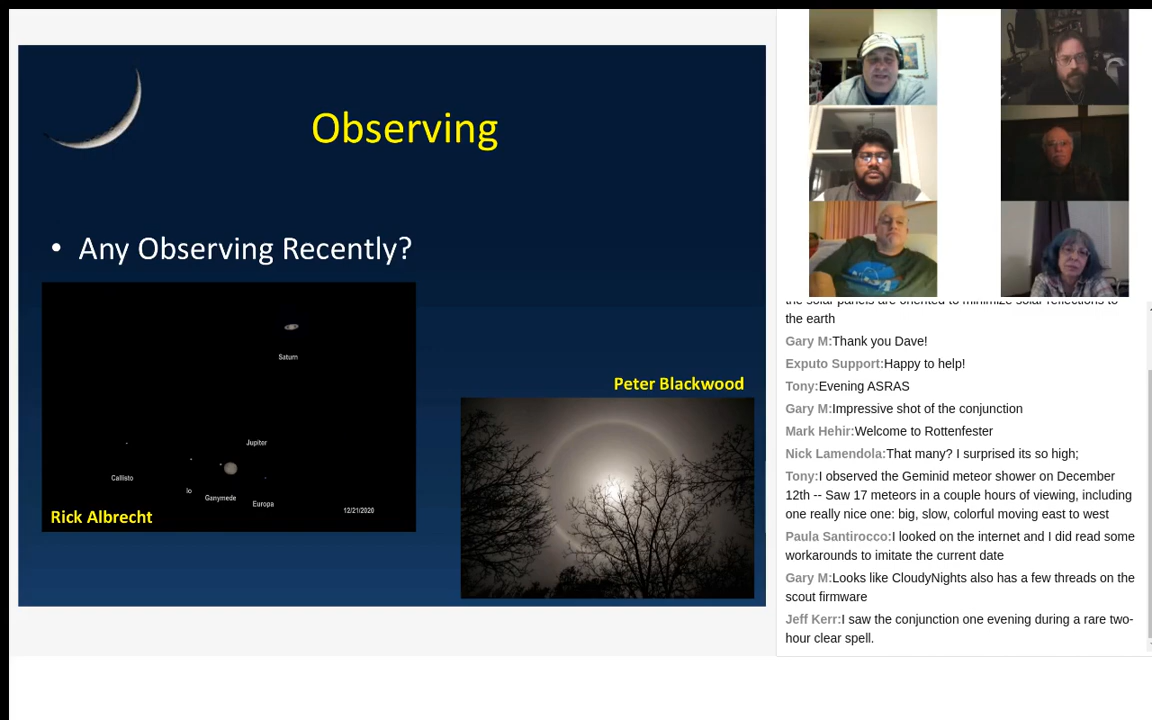 Observing
• Any Observing Recently?
Saturn
Jupiter
Callisto
Io
Ganymede
Europa
12/21/2020
Rick Albrecht
Peter Blackwood
the solar panels are oriented to minimize solar reflections to
the earth
Gary M:Thank you Dave!
Exputo Support:Happy to help!
Tony:Evening ASRAS
Gary M:Impressive shot of the conjunction
Mark Hehir:Welcome to Rottenfester
Nick Lamendola:That many? I surprised its so high;
Tony:I observed the Geminid meteor shower on December
12th -- Saw 17 meteors in a couple hours of viewing, including
one really nice one: big, slow, colorful moving east to west
Paula Santirocco:I looked on the internet and I did read some
workarounds to imitate the current date
Gary M:Looks like CloudyNights also has a few threads on the
scout firmware
Jeff Kerr:I saw the conjunction one evening during a rare two-
hour clear spell.